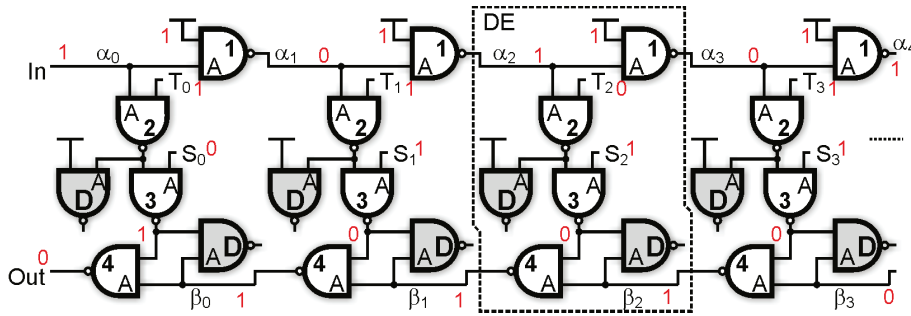 DE
1 1 1 1
1 α0 1 α1 0 1 α2 1 1 α3 0 1 α4
In A A A A 1
T0 1 T1 1 T2 0 T3 1
A A A A
2 2 2 2
S0 0 S1 1 S2 1 S3 1
A A A A A A A A
D D D D
3 3 3 3
1 0 0 0
D D D D
0 4 4 4 4
Out A A A A
β0 1 β1 1 β2 1 β3 0